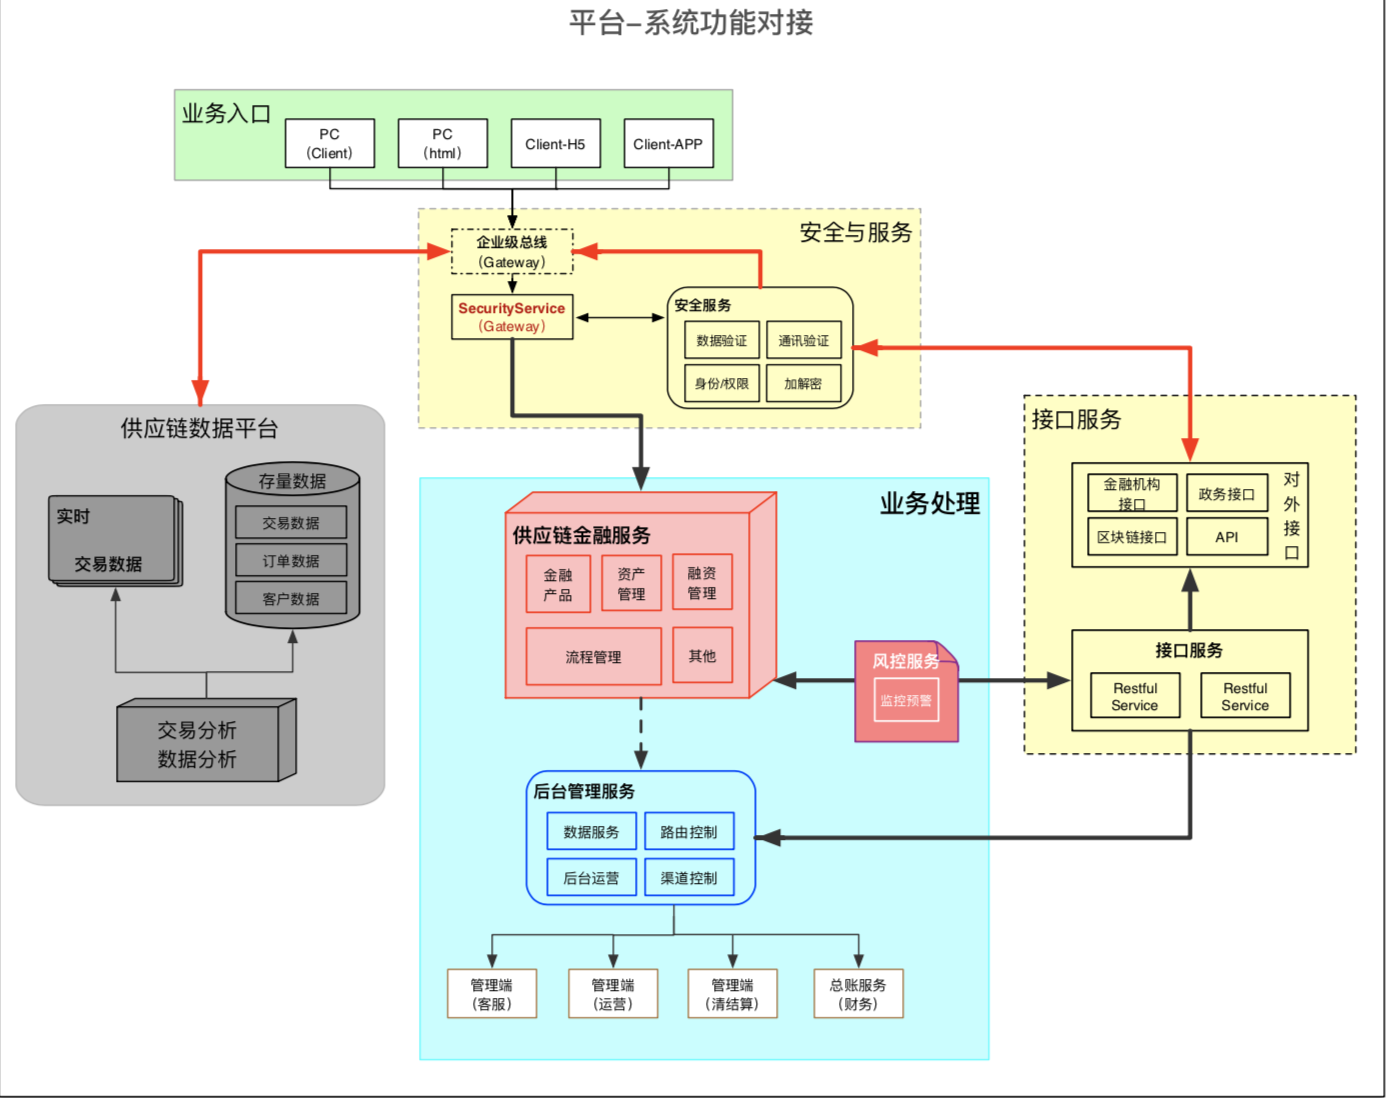 平台–系统功能对接
业务入口
PC
（Client）
PC
（html）
Client-H5
Client-APP
安全与服务
企业级总线
（Gateway）
SecurityService
（Gateway）
安全服务
数据验证
通讯验证
身份/权限
加解密
供应链数据平台
实时
交易数据
存量数据
交易数据
订单数据
客户数据
交易分析
数据分析
业务处理
供应链金融服务
金融
产品
资产
管理
融资
管理
流程管理
其他
风控服务
监控预警
后台管理服务
数据服务
路由控制
后台运营
渠道控制
管理端
（客服）
管理端
（运营）
管理端
（清结算）
总账服务
（财务）
接口服务
金融机构
接口
政务接口
区块链接口
API
对
外
接
口
接口服务
Restful
Service
Restful
Service